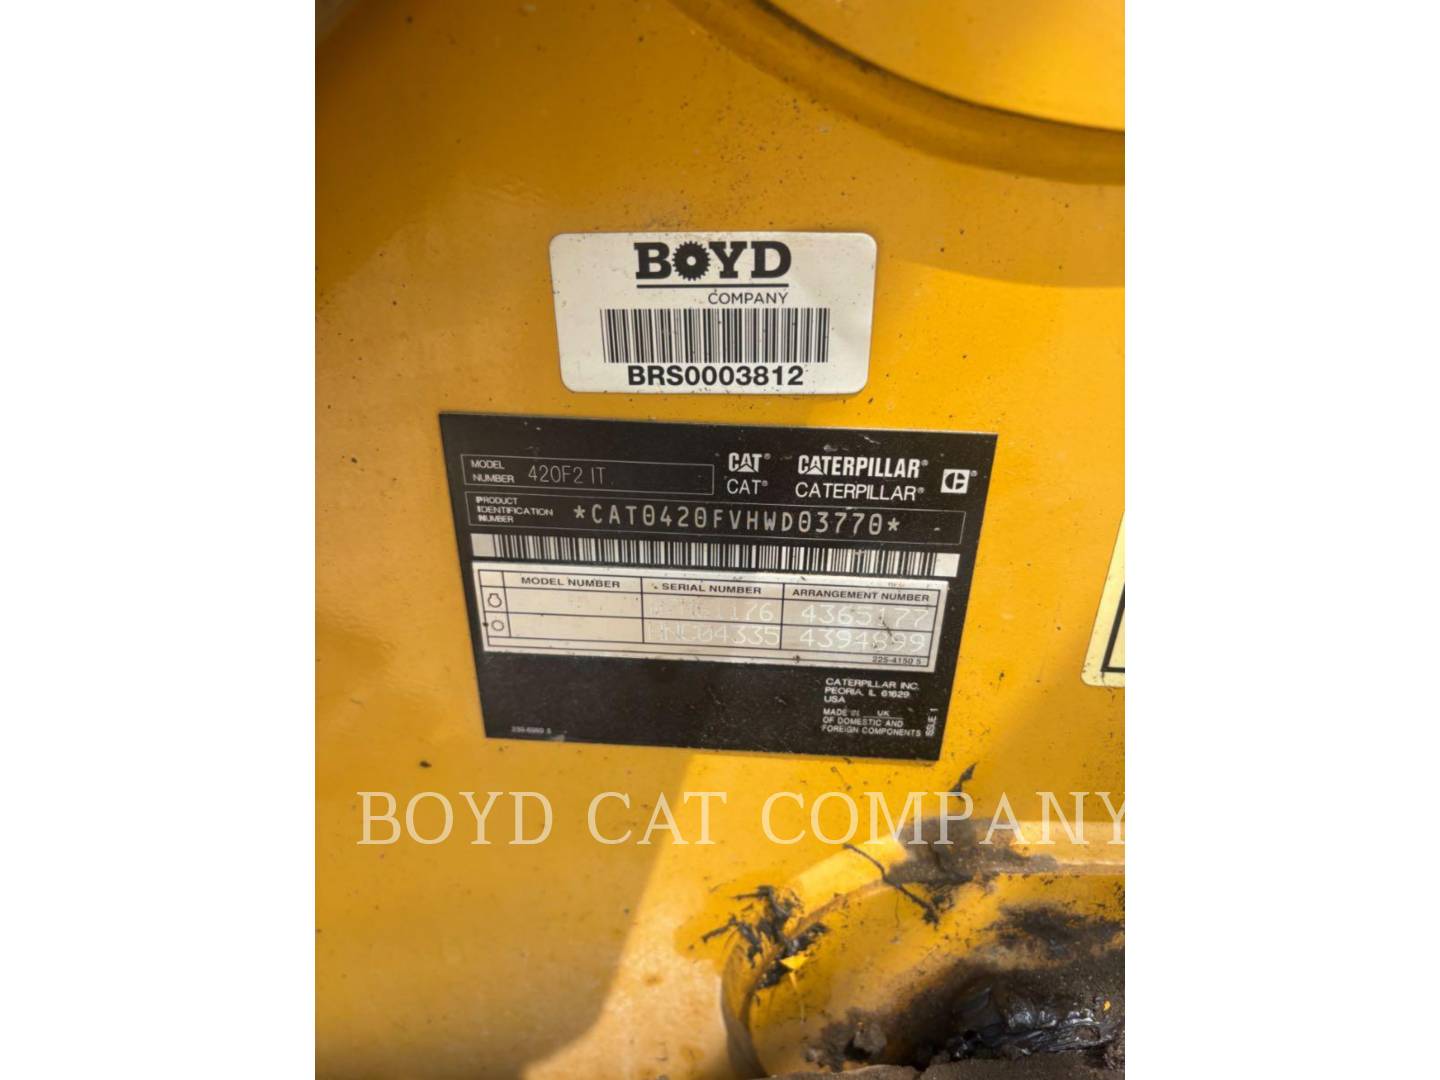 BOYD
COMPANY
BRS0003812
MODEL NUMBER 420F2 IT
CAT® CATERPILLAR®
CAT® CATERPILLAR®
PRODUCT IDENTIFICATION NUMBER *CAT0420FVHWD03770*
MODEL NUMBER SERIAL NUMBER ARRANGEMENT NUMBER
4365177
4394899
225-4150 5
CATERPILLAR INC.
PEORIA, IL 61629
USA
MADE IN UK
OF DOMESTIC AND
FOREIGN COMPONENTS
ISSUE 1
BOYD CAT COMPANY